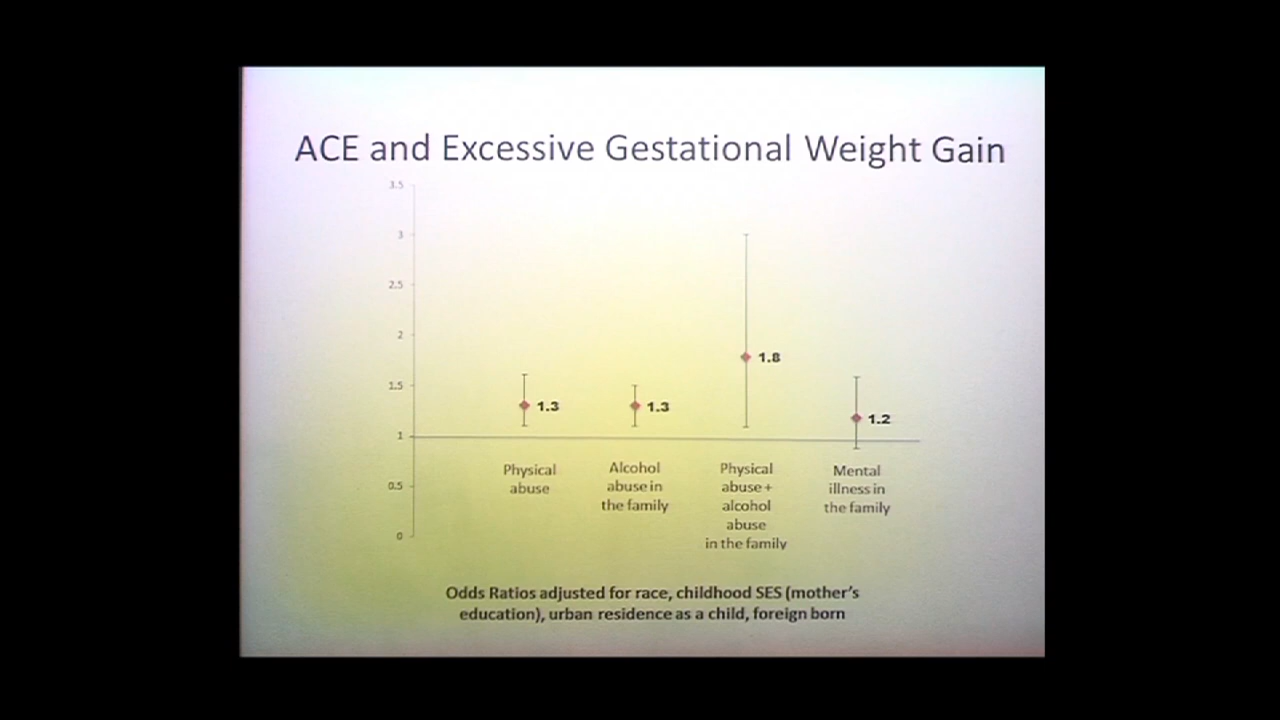 ACE and Excessive Gestational Weight Gain
3.5
3
2.5
2
1.5
1
0.5
0
1.3
1.3
1.8
1.2
Physical
abuse
Alcohol
abuse in
the family
Physical
abuse +
alcohol
abuse
in the family
Mental
illness in
the family
Odds Ratios adjusted for race, childhood SES (mother's
education), urban residence as a child, foreign born